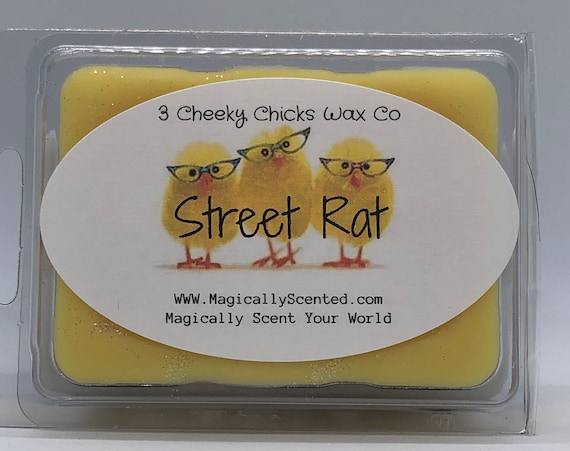 3 Cheeky Chicks Wax Co
Street Rat
WWW.MagicallyScented.com
Magically Scent Your World